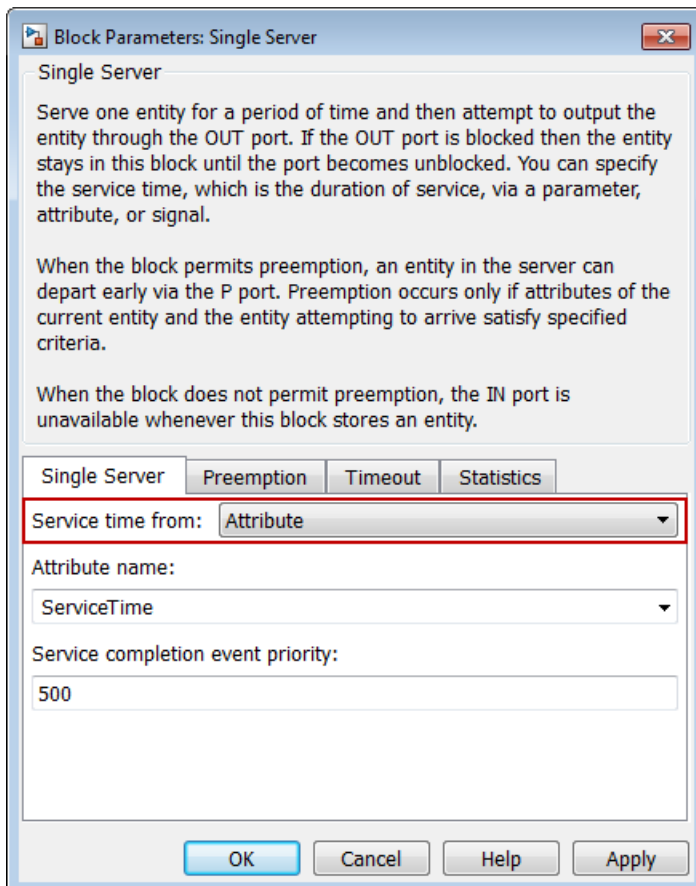 Block Parameters: Single Server
Single Server
Serve one entity for a period of time and then attempt to output the
entity through the OUT port. If the OUT port is blocked then the entity
stays in this block until the port becomes unblocked. You can specify
the service time, which is the duration of service, via a parameter,
attribute, or signal.
When the block permits preemption, an entity in the server can
depart early via the P port. Preemption occurs only if attributes of the
current entity and the entity attempting to arrive satisfy specified
criteria.
When the block does not permit preemption, the IN port is
unavailable whenever this block stores an entity.
Single Server Preemption Timeout Statistics
Service time from: Attribute
Attribute name:
ServiceTime
Service completion event priority:
500
OK Cancel Help Apply